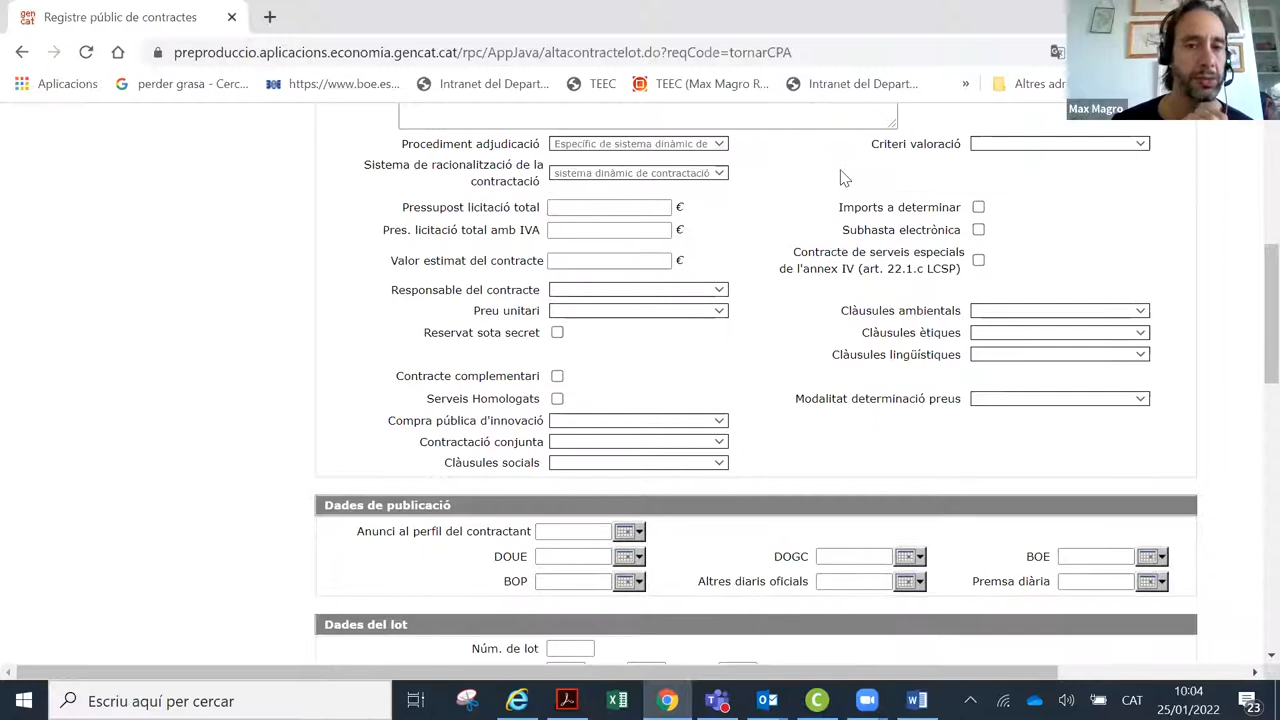 gen
cat
Registre públic de contractes
preproduccio.aplicacions.economia.gencat.cat/rpc/AppJava/altacontractelot.do?reqCode=tornarCPA
Aplicacions
perder grasa - Cerc...
https://www.boe.es...
Intranet del Depart...
TEEC
TEEC (Max Magro R...
Intranet del Depart...
»
Altres adr
Max Magro
Procediment adjudicació
Específic de sistema dinàmic de
Criteri valoració
Sistema de racionalització de la
contractació
sistema dinàmic de contractació
Pressupost licitació total
€
Imports a determinar
Pres. licitació total amb IVA
€
Subhasta electrònica
Valor estimat del contracte
€
Contracte de serveis especials
de l'annex IV (art. 22.1.c LCSP)
Responsable del contracte
Preu unitari
Clàusules ambientals
Reservat sota secret
Clàusules ètiques
Clàusules lingüístiques
Contracte complementari
Serveis Homologats
Modalitat determinació preus
Compra pública d'innovació
Contractació conjunta
Clàusules socials
Dades de publicació
Anunci al perfil del contractant
DOUE
DOGC
BOE
BOP
Altres diaris oficials
Premsa diària
Dades del lot
Núm. de lot
Escriu aquí per cercar
CAT
10:04
25/01/2022
23